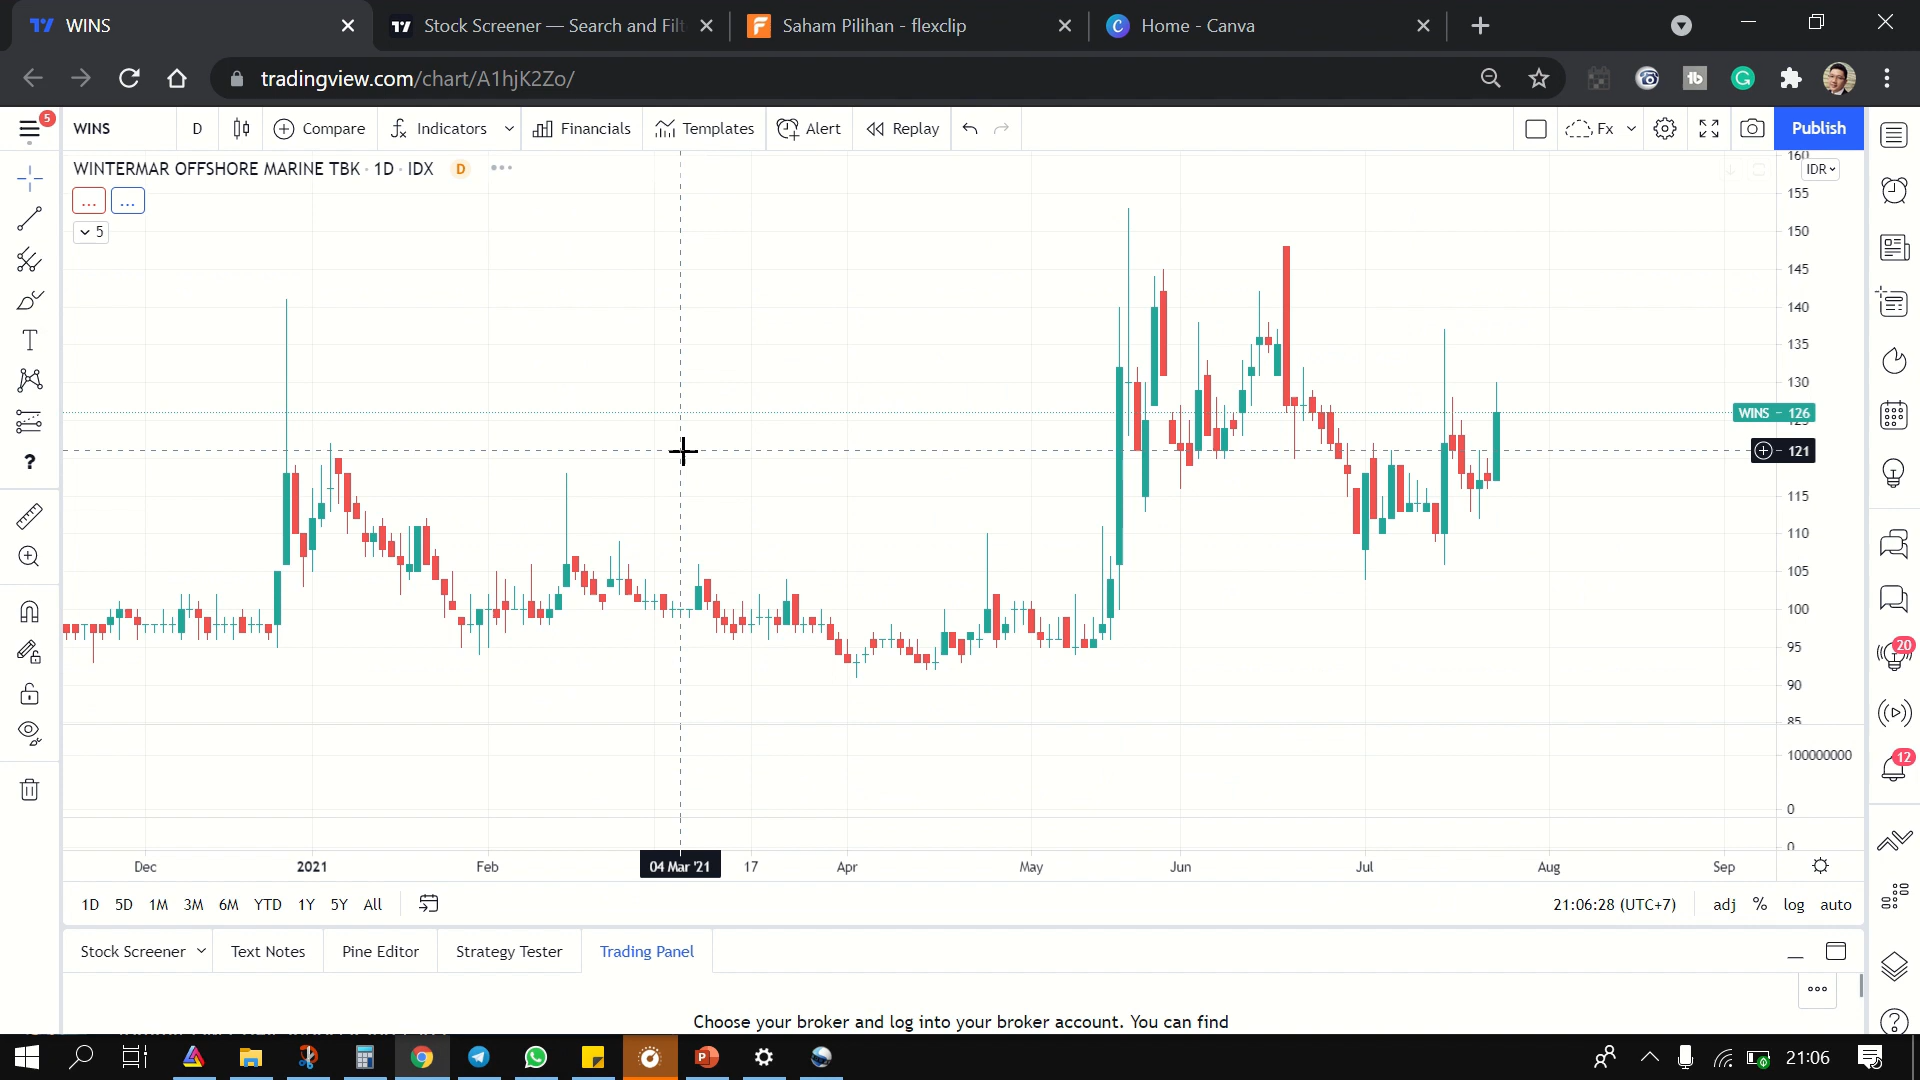 WINS
Stock Screener — Search and Filt
Saham Pilihan - flexclip
Home - Canva
tradingview.com/chart/A1hjK2Zo/
5
WINS
D
Compare
Indicators
Financials
Templates
Alert
Replay
Fx
Publish
WINTERMAR OFFSHORE MARINE TBK · 1D · IDX
D
IDR
5
160
155
150
145
140
135
130
WINS - 126
125
121
115
110
105
100
95
90
85
100000000
0
0
Dec
2021
Feb
04 Mar '21
17
Apr
May
Jun
Jul
Aug
Sep
20
12
1D
5D
1M
3M
6M
YTD
1Y
5Y
All
21:06:28 (UTC+7)
adj
%
log
auto
Stock Screener
Text Notes
Pine Editor
Strategy Tester
Trading Panel
Choose your broker and log into your broker account. You can find
21:06